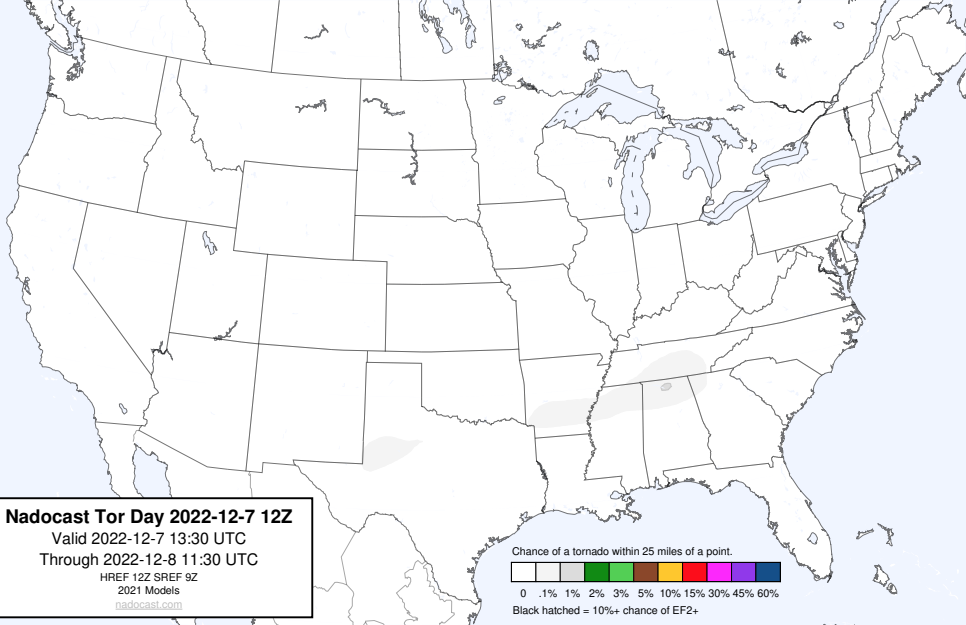 Nadocast Tor Day 2022-12-7 12Z
Valid 2022-12-7 13:30 UTC
Through 2022-12-8 11:30 UTC
HREF 12Z SREF 9Z
2021 Models
nadocast.com
Chance of a tornado within 25 miles of a point.
0 .1% 1% 2% 3% 5% 10% 15% 30% 45% 60%
Black hatched = 10%+ chance of EF2+